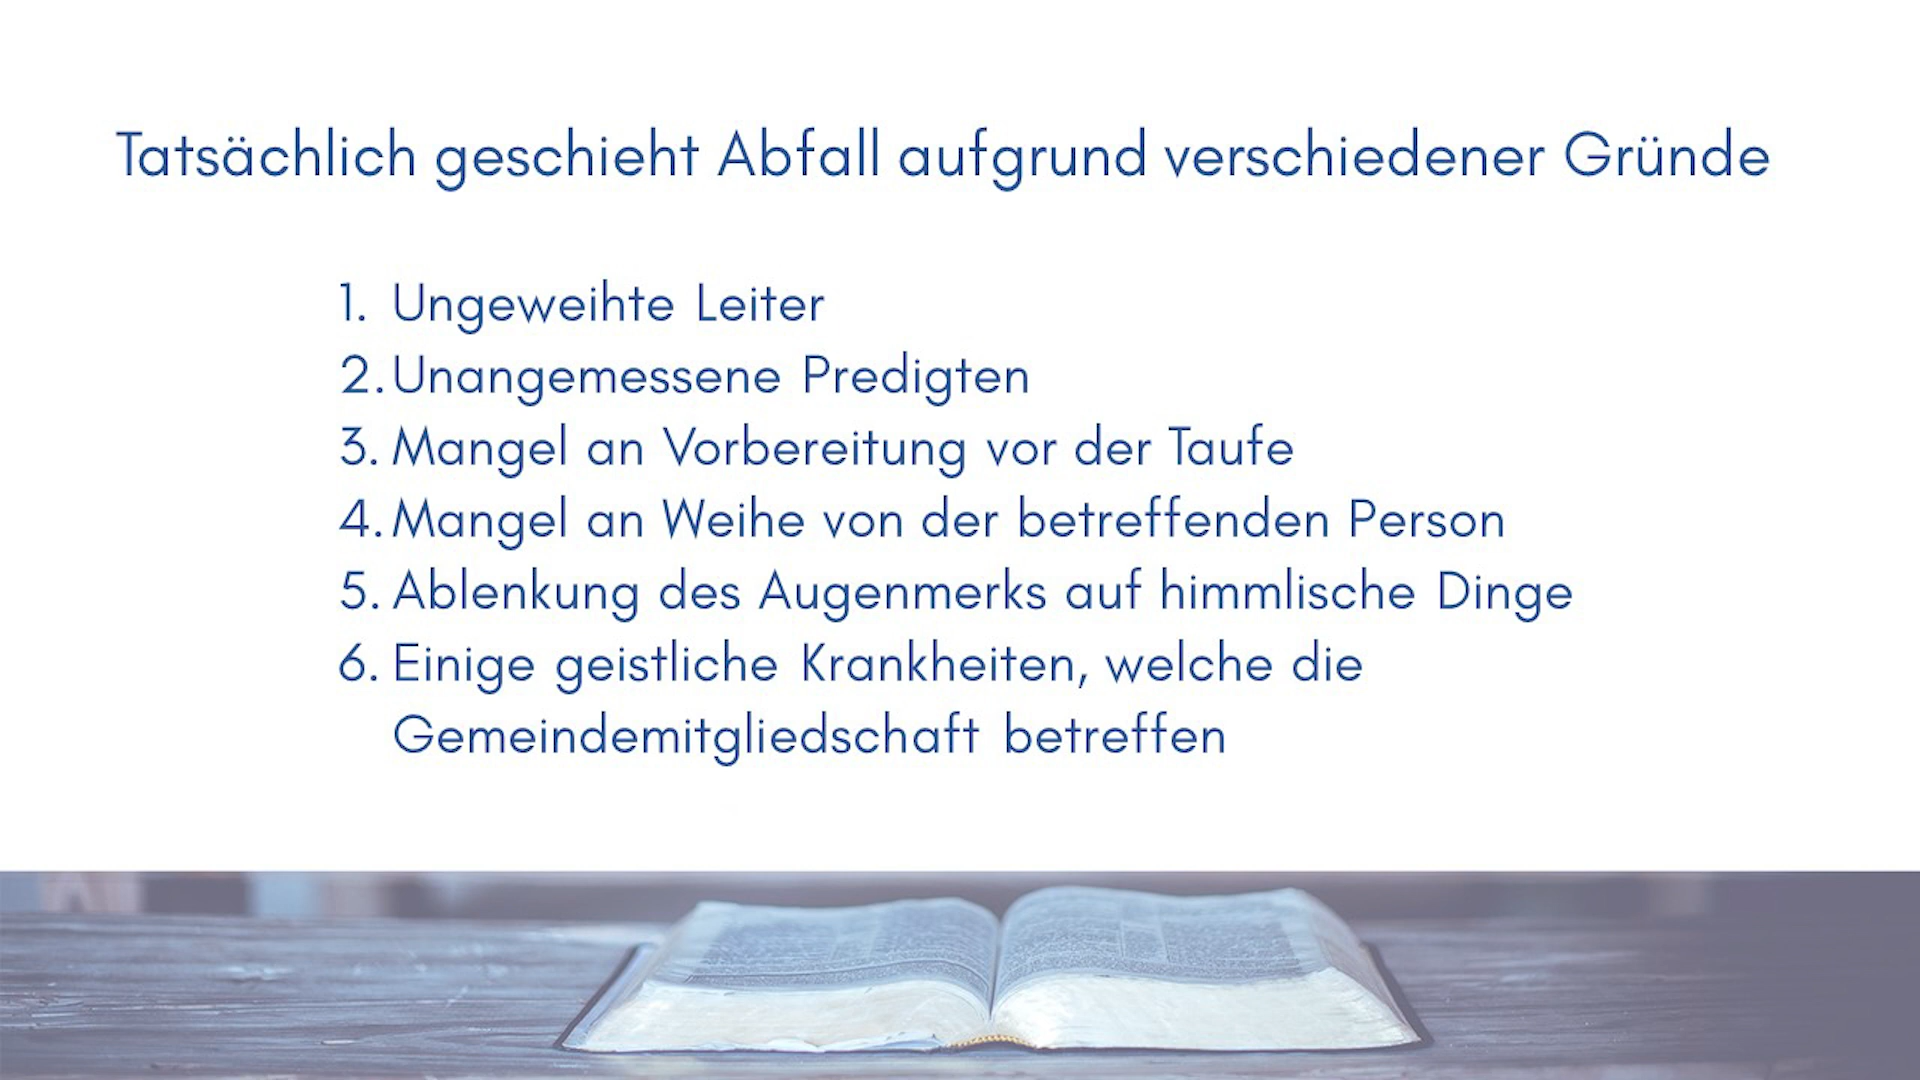 Tatsächlich geschieht Abfall aufgrund verschiedener Gründe
1. Ungeweihte Leiter
2. Unangemessene Predigten
3. Mangel an Vorbereitung vor der Taufe
4. Mangel an Weihe von der betreffenden Person
5. Ablenkung des Augenmerks auf himmlische Dinge
6. Einige geistliche Krankheiten, welche die
Gemeindemitgliedschaft betreffen